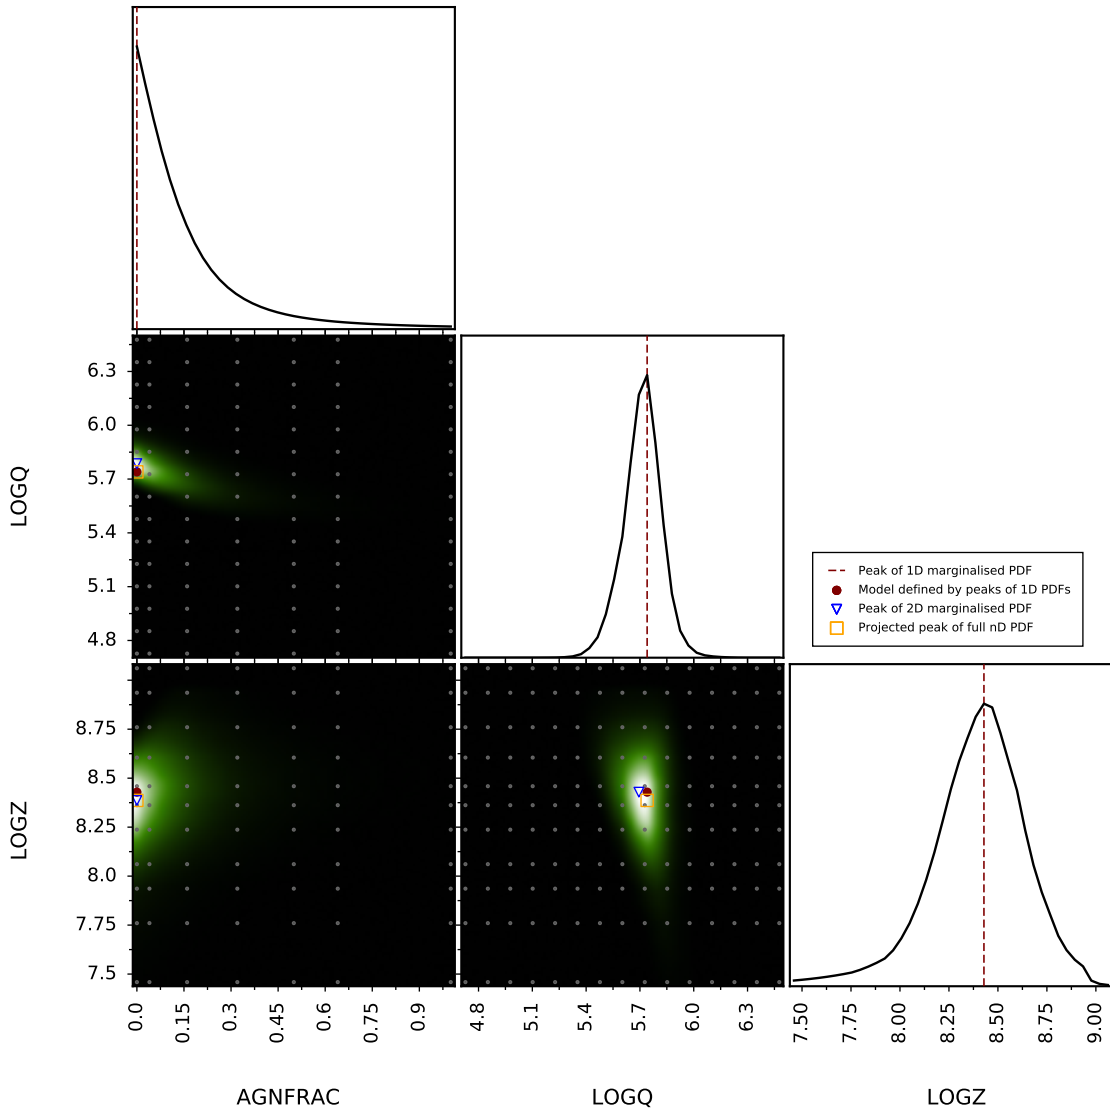 6.3
6.0
5.7
5.4
5.1
4.8
LOGQ
Peak of 1D marginalised PDF
Model defined by peaks of 1D PDFs
Peak of 2D marginalised PDF
Projected peak of full nD PDF
8.75
8.5
8.25
8.0
7.75
7.5
LOGZ
0.0 0.15 0.3 0.45 0.6 0.75 0.9
4.8 5.1 5.4 5.7 6.0 6.3
7.50 7.75 8.00 8.25 8.50 8.75 9.00
AGNFRAC LOGQ LOGZ